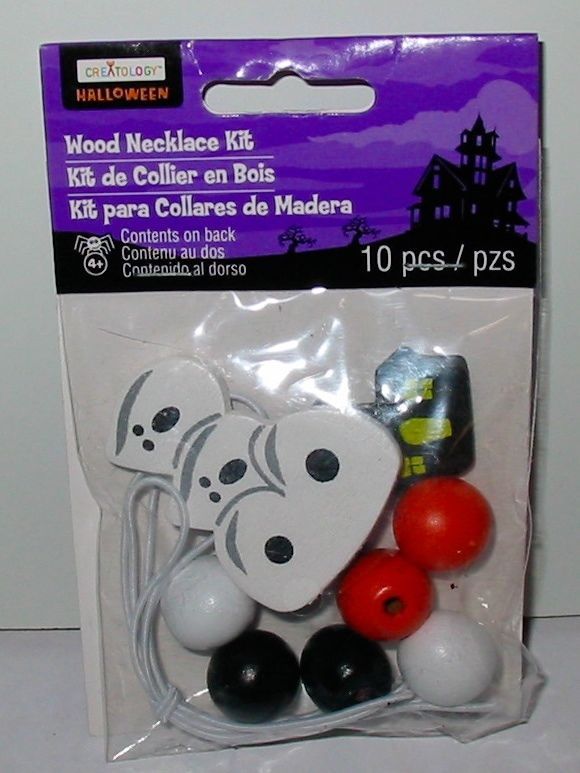 CREATOLOGY™
HALLOWEEN
Wood Necklace Kit
Kit de Collier en Bois
Kit para Collares de Madera
4+
Contents on back
Contenu au dos
Contenido al dorso
10 pcs / pzs